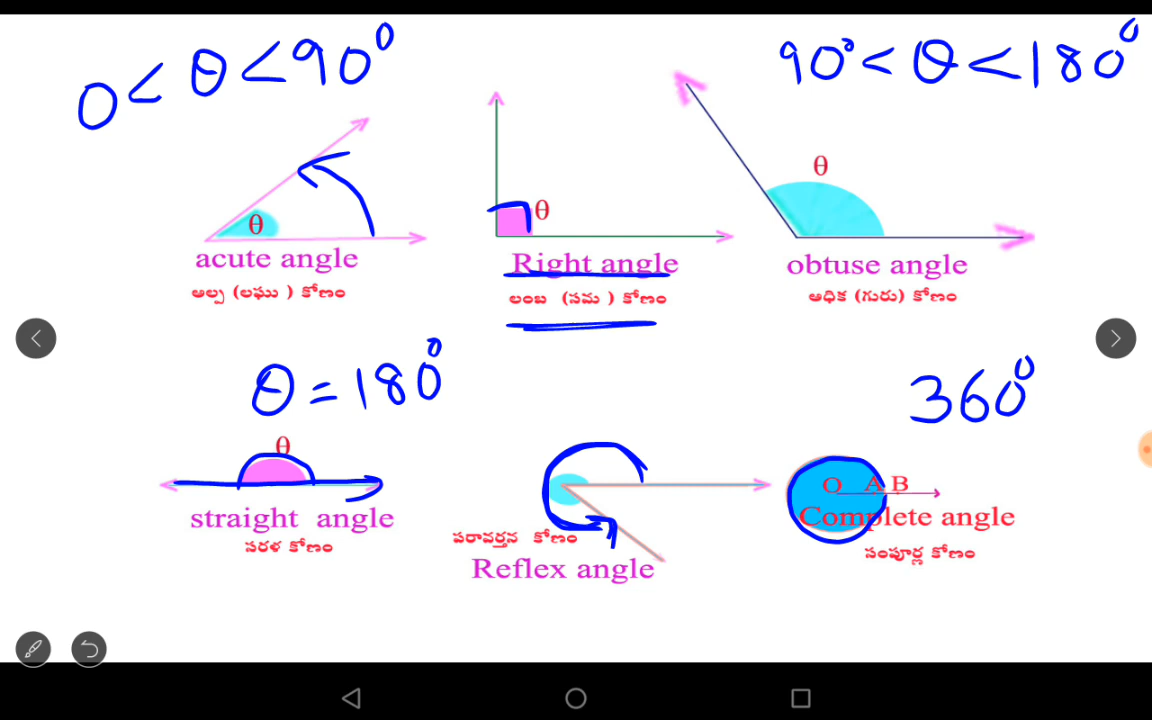 0 < θ < 90°
90° < θ < 180°
θ
θ
θ
acute angle
Right angle
obtuse angle
అల్ప (లఘు ) కోణం
లంబ (సమ ) కోణం
అధిక (గురు) కోణం
θ = 180°
360°
θ
O A B
straight angle
Complete angle
సరళ కోణం
పరావర్తన కోణం
సంపూర్ణ కోణం
Reflex angle